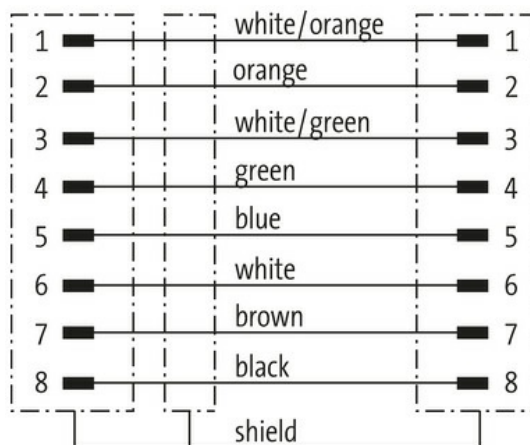 1 white/orange 1
2 orange 2
3 white/green 3
4 green 4
5 blue 5
6 white 6
7 brown 7
8 black 8
shield